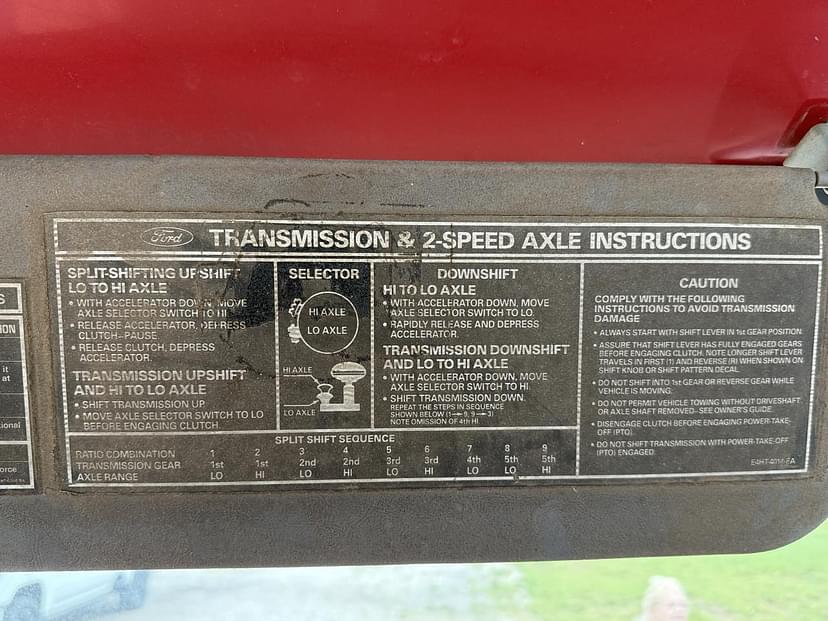 Ford TRANSMISSION & 2-SPEED AXLE INSTRUCTIONS
SPLIT-SHIFTING UPSHIFT
LO TO HI AXLE
• WITH ACCELERATOR DOWN, MOVE
AXLE SELECTOR SWITCH TO HI
• RELEASE ACCELERATOR, DEPRESS
CLUTCH-PAUSE.
• RELEASE CLUTCH, DEPRESS
ACCELERATOR.
TRANSMISSION UPSHIFT
AND HI TO LO AXLE
• SHIFT TRANSMISSION UP
• MOVE AXLE SELECTOR SWITCH TO LO
BEFORE ENGAGING CLUTCH
SELECTOR
HI AXLE
LO AXLE
HI AXLE
LO AXLE
DOWNSHIFT
HI TO LO AXLE
• WITH ACCELERATOR DOWN, MOVE
AXLE SELECTOR SWITCH TO LO.
• RAPIDLY RELEASE AND DEPRESS
ACCELERATOR.
TRANSMISSION DOWNSHIFT
AND LO TO HI AXLE
• WITH ACCELERATOR DOWN, MOVE
AXLE SELECTOR SWITCH TO HI.
• SHIFT TRANSMISSION DOWN.
REPEAT THE STEPS IN SEQUENCE
SHOWN BELOW (1→9, 9→3)
NOTE OMISSION OF 4th HI
SPLIT SHIFT SEQUENCE
RATIO COMBINATION 1 2 3 4 5 6 7 8 9
TRANSMISSION GEAR 1st 1st 2nd 2nd 3rd 3rd 4th 5th 5th
AXLE RANGE LO HI LO HI LO HI LO LO HI
CAUTION
COMPLY WITH THE FOLLOWING
INSTRUCTIONS TO AVOID TRANSMISSION
DAMAGE
• ALWAYS START WITH SHIFT LEVER IN 1st GEAR POSITION
• ASSURE THAT SHIFT LEVER HAS FULLY ENGAGED GEARS
BEFORE ENGAGING CLUTCH. NOTE LONGER SHIFT LEVER
TRAVELS IN FIRST (1) AND REVERSE (R) WHEN SHOWN ON
SHIFT KNOB OR SHIFT PATTERN DECAL.
• DO NOT SHIFT INTO 1st GEAR OR REVERSE GEAR WHILE
VEHICLE IS MOVING.
• DO NOT PERMIT VEHICLE TOWING WITHOUT DRIVESHAFT
OR AXLE SHAFT REMOVED-SEE OWNER'S GUIDE.
• DISENGAGE CLUTCH BEFORE ENGAGING POWER-TAKE-
OFF (PTO).
• DO NOT SHIFT TRANSMISSION WITH POWER-TAKE-OFF
(PTO) ENGAGED.